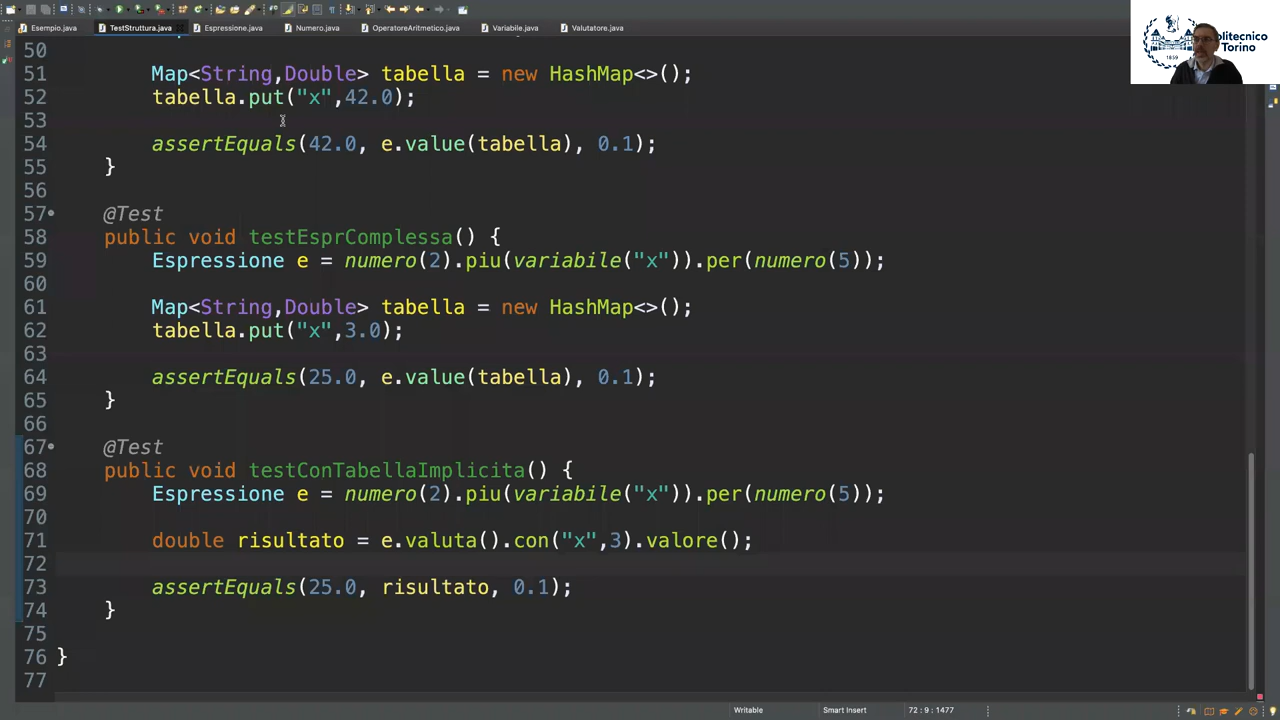 Esempio.java TestStruttura.java Espressione.java Numero.java OperatoreAritmetico.java Variabile.java Valutatore.java
Politecnico
Torino
1859
50
51 Map<String,Double> tabella = new HashMap<>();
52 tabella.put("x",42.0);
53
54 assertEquals(42.0, e.value(tabella), 0.1);
55 }
56
57 @Test
58 public void testEsprComplessa() {
59 Espressione e = numero(2).piu(variabile("x")).per(numero(5));
60
61 Map<String,Double> tabella = new HashMap<>();
62 tabella.put("x",3.0);
63
64 assertEquals(25.0, e.value(tabella), 0.1);
65 }
66
67 @Test
68 public void testConTabellaImplicita() {
69 Espressione e = numero(2).piu(variabile("x")).per(numero(5));
70
71 double risultato = e.valuta().con("x",3).valore();
72
73 assertEquals(25.0, risultato, 0.1);
74 }
75
76 }
77
Writable Smart Insert 72 : 9 : 1477